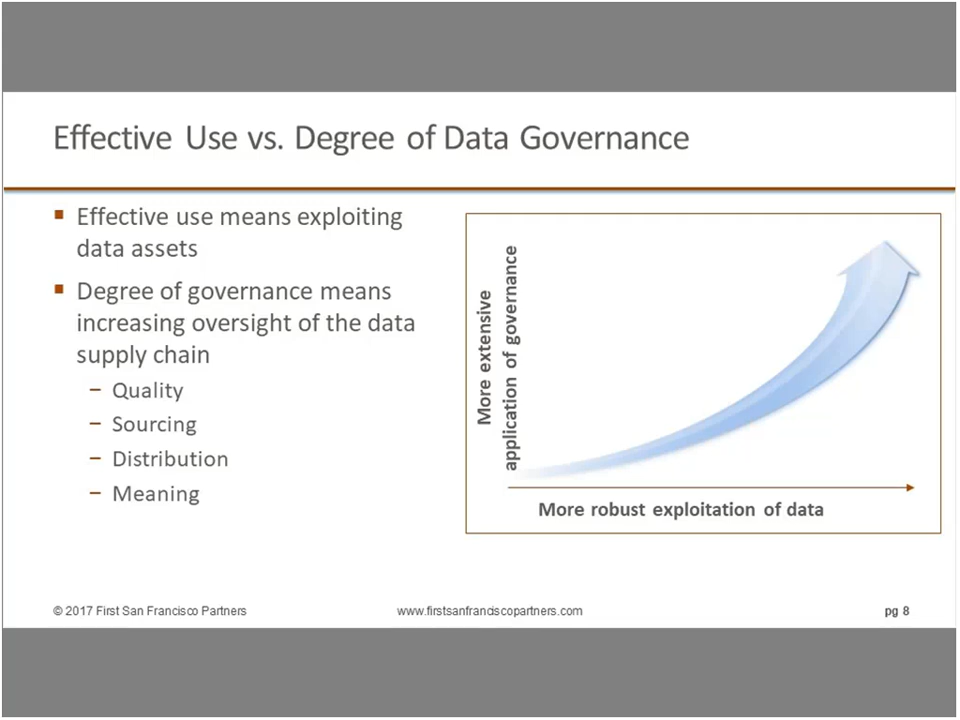 Effective Use vs. Degree of Data Governance
▪ Effective use means exploiting
data assets
▪ Degree of governance means
increasing oversight of the data
supply chain
− Quality
− Sourcing
− Distribution
− Meaning
More extensive
application of governance
More robust exploitation of data
© 2017 First San Francisco Partners
www.firstsanfranciscopartners.com
pg 8